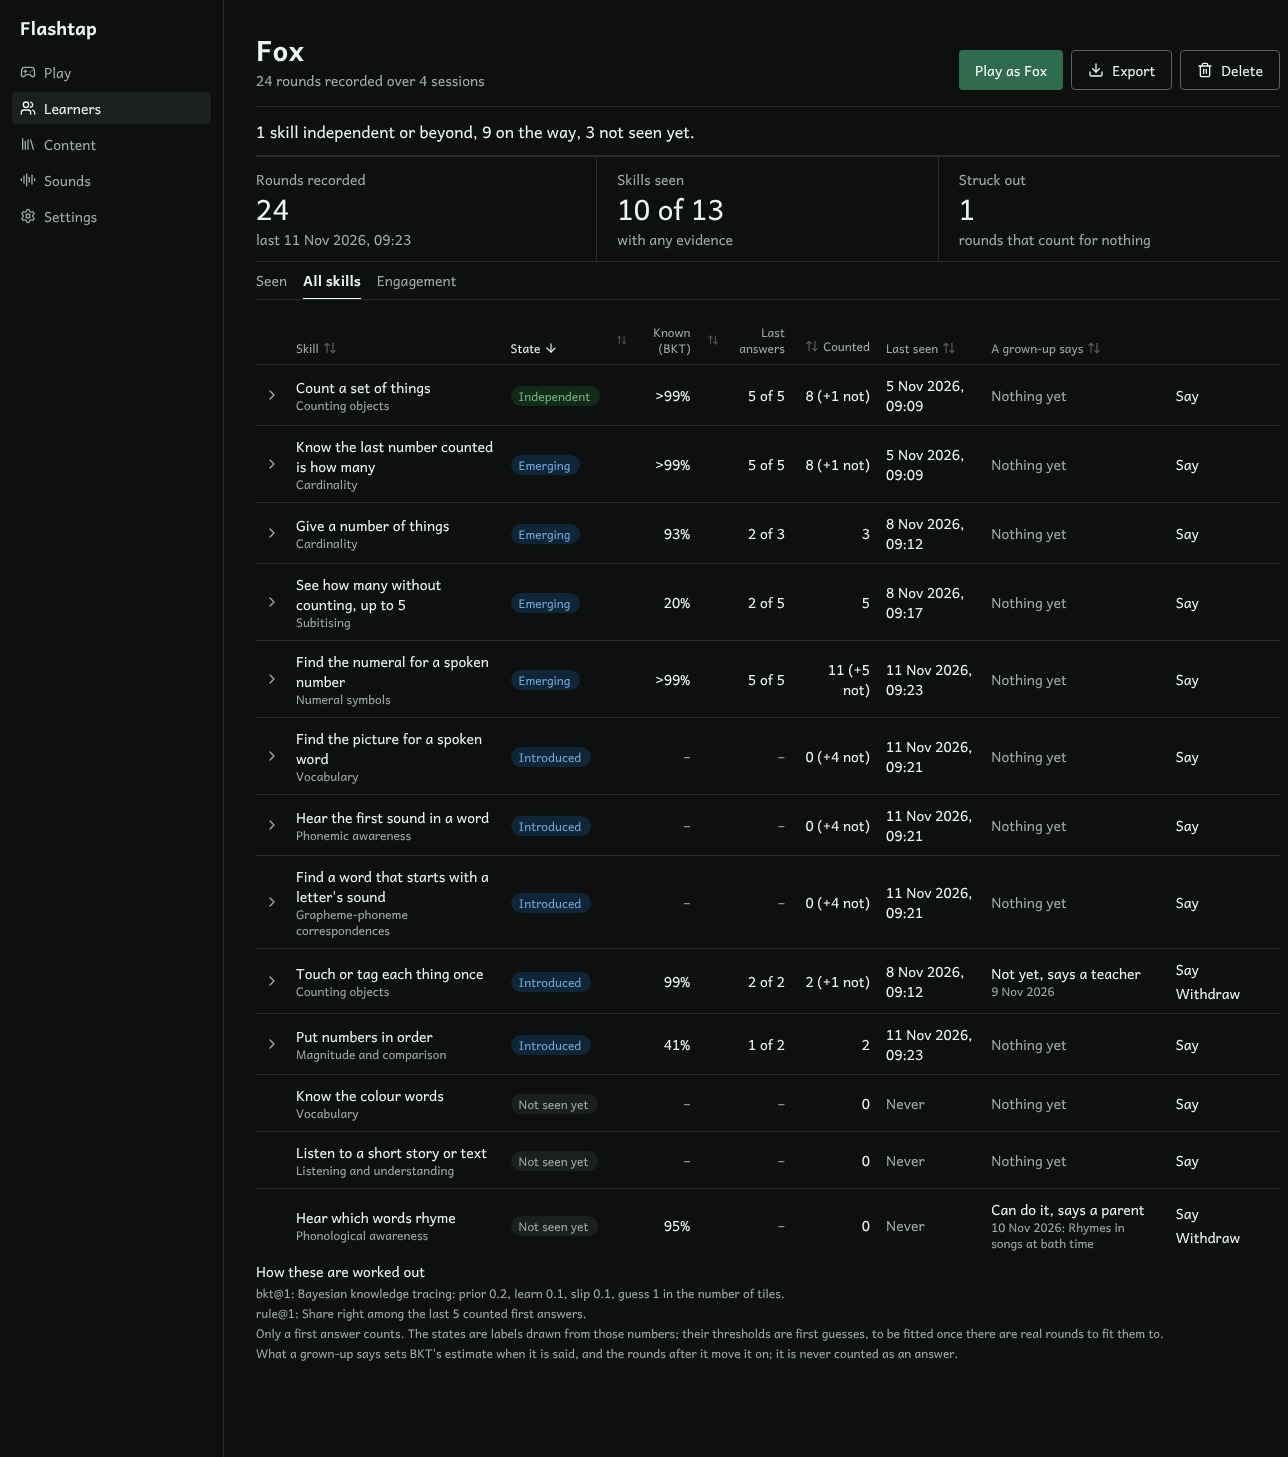 Flashtap
Play
Learners
Content
Sounds
Settings
Fox
24 rounds recorded over 4 sessions
Play as Fox
Export
Delete
1 skill independent or beyond, 9 on the way, 3 not seen yet.
Rounds recorded
24
last 11 Nov 2026, 09:23
Skills seen
10 of 13
with any evidence
Struck out
1
rounds that count for nothing
Seen
All skills
Engagement
Skill
State
Known
(BKT)
Last
answers
Counted
Last seen
A grown-up says
Count a set of things
Counting objects
Independent
>99%
5 of 5
8 (+1 not)
5 Nov 2026,
09:09
Nothing yet
Say
Know the last number counted
is how many
Cardinality
Emerging
>99%
5 of 5
8 (+1 not)
5 Nov 2026,
09:09
Nothing yet
Say
Give a number of things
Cardinality
Emerging
93%
2 of 3
3
8 Nov 2026,
09:12
Nothing yet
Say
See how many without
counting, up to 5
Subitising
Emerging
20%
2 of 5
5
8 Nov 2026,
09:17
Nothing yet
Say
Find the numeral for a spoken
number
Numeral symbols
Emerging
>99%
5 of 5
11 (+5
not)
11 Nov 2026,
09:23
Nothing yet
Say
Find the picture for a spoken
word
Vocabulary
Introduced
–
–
0 (+4 not)
11 Nov 2026,
09:21
Nothing yet
Say
Hear the first sound in a word
Phonemic awareness
Introduced
–
–
0 (+4 not)
11 Nov 2026,
09:21
Nothing yet
Say
Find a word that starts with a
letter's sound
Grapheme-phoneme
correspondences
Introduced
–
–
0 (+4 not)
11 Nov 2026,
09:21
Nothing yet
Say
Touch or tag each thing once
Counting objects
Introduced
99%
2 of 2
2 (+1 not)
8 Nov 2026,
09:12
Not yet, says a teacher
9 Nov 2026
Say
Withdraw
Put numbers in order
Magnitude and comparison
Introduced
41%
1 of 2
2
11 Nov 2026,
09:23
Nothing yet
Say
Know the colour words
Vocabulary
Not seen yet
–
–
0
Never
Nothing yet
Say
Listen to a short story or text
Listening and understanding
Not seen yet
–
–
0
Never
Nothing yet
Say
Hear which words rhyme
Phonological awareness
Not seen yet
95%
–
0
Never
Can do it, says a parent
10 Nov 2026: Rhymes in
songs at bath time
Say
Withdraw
How these are worked out
bkt@1: Bayesian knowledge tracing: prior 0.2, learn 0.1, slip 0.1, guess 1 in the number of tiles.
rule@1: Share right among the last 5 counted first answers.
Only a first answer counts. The states are labels drawn from those numbers; their thresholds are first guesses, to be fitted once there are real rounds to fit them to.
What a grown-up says sets BKT's estimate when it is said, and the rounds after it move it on; it is never counted as an answer.